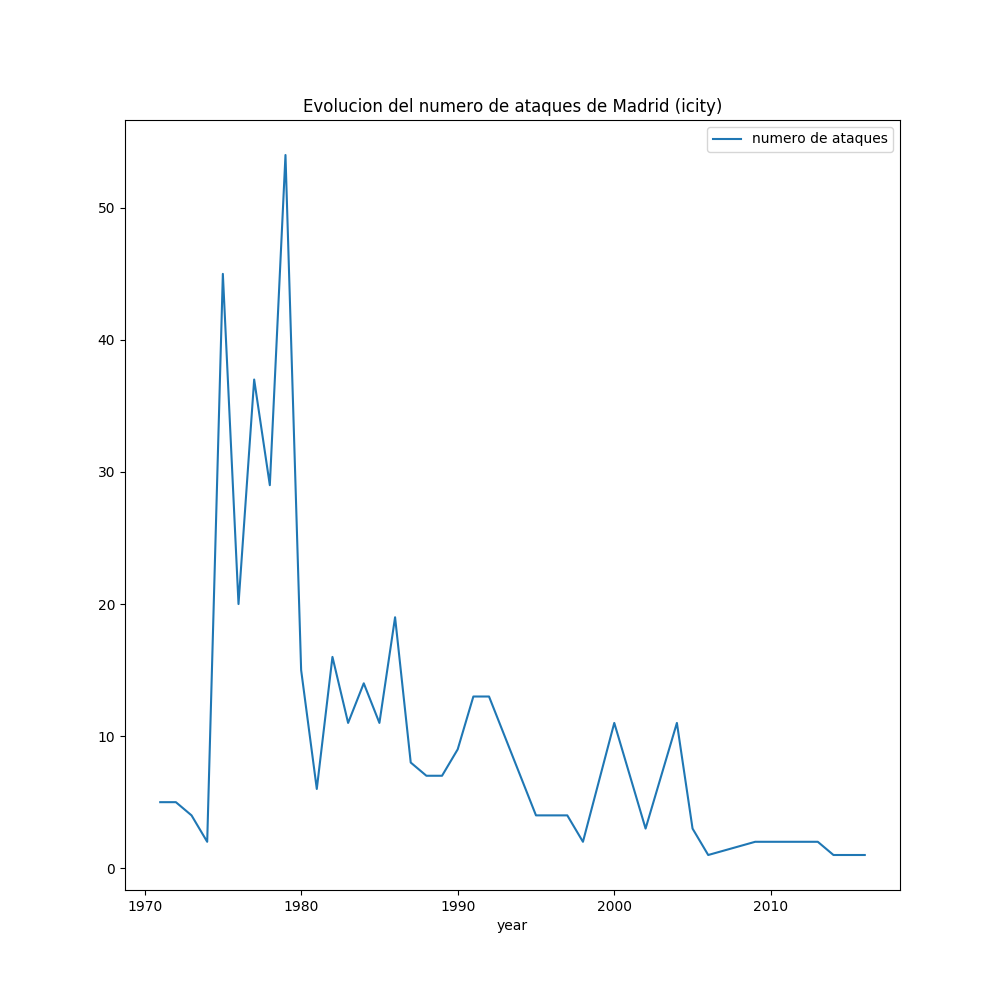 Evolucion del numero de ataques de Madrid (icity)
numero de ataques
50
40
30
20
10
0
1970 1980 1990 2000 2010
year